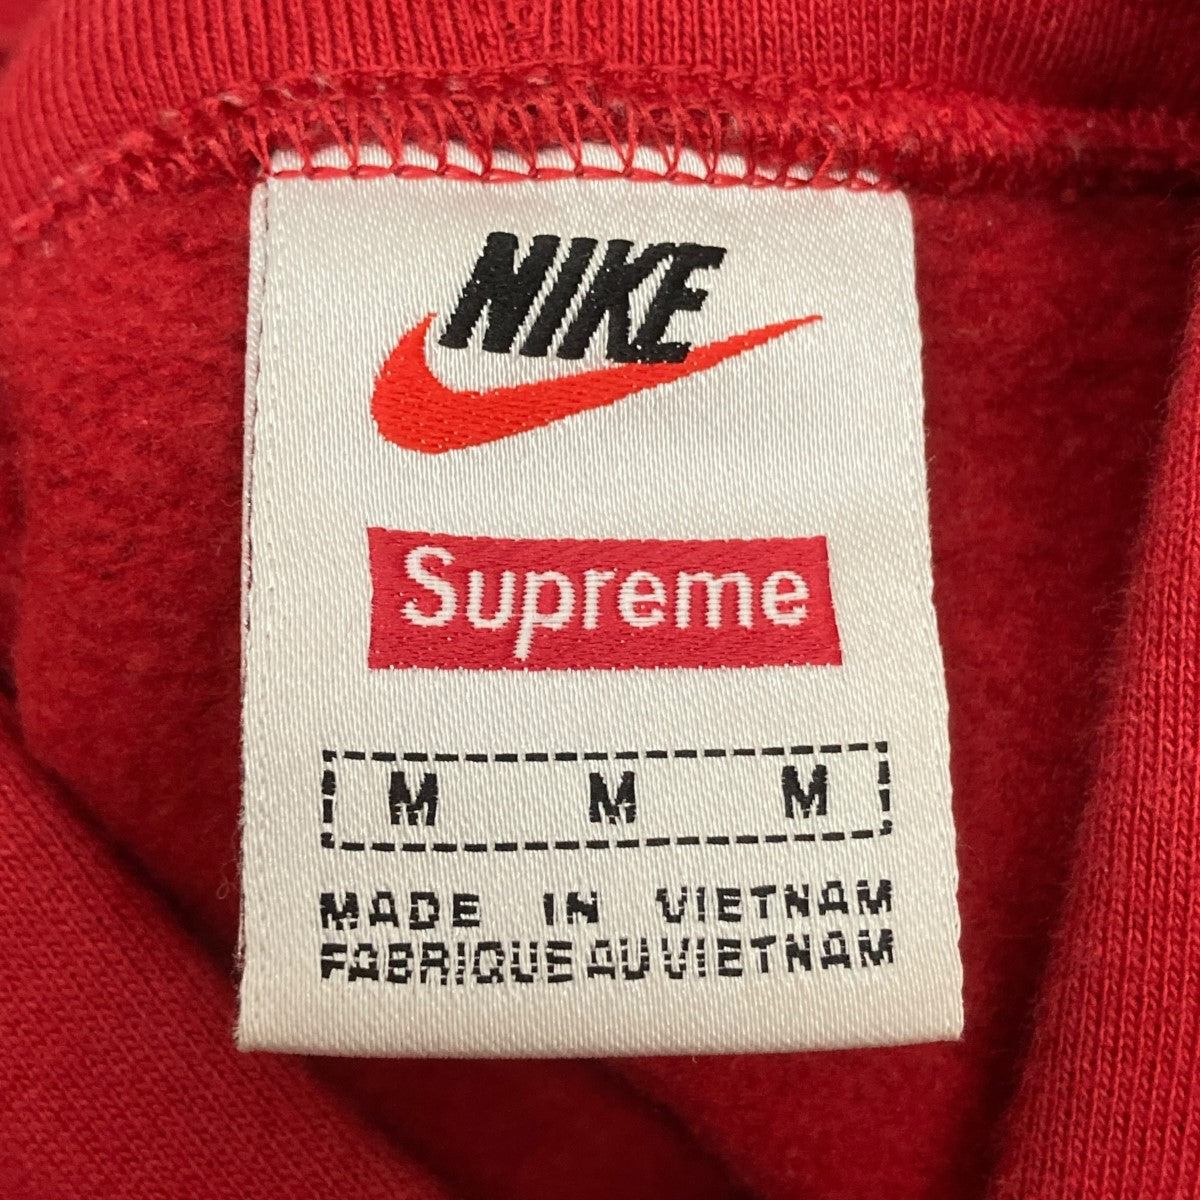 NIKE
Supreme
M M M
MADE IN VIETNAM
FABRIQUE AU VIETNAM